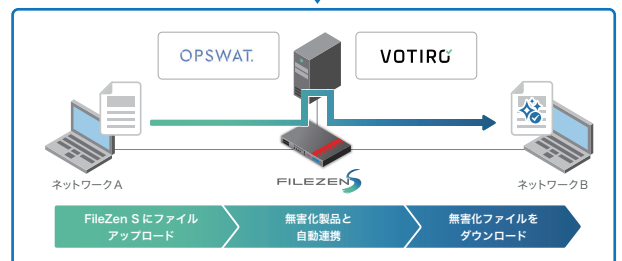 OPSWAT.
VOTIRO
ネットワークA
FILEZEN S
ネットワークB
FileZen S にファイル
アップロード
無害化製品と
自動連携
無害化ファイルを
ダウンロード